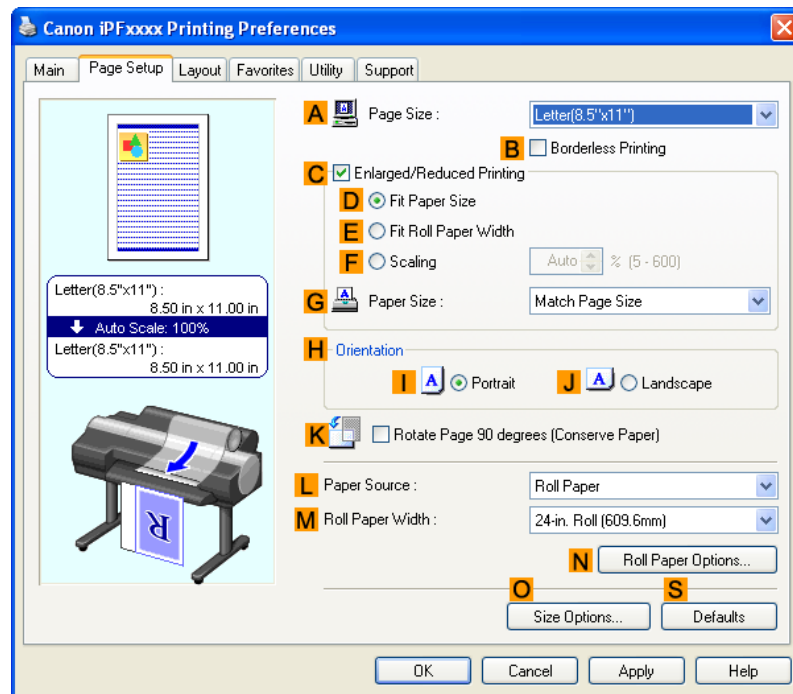 Canon iPFxxxx Printing Preferences
Main Page Setup Layout Favorites Utility Support
A Page Size : Letter(8.5"x11")
B Borderless Printing
C Enlarged/Reduced Printing
D Fit Paper Size
E Fit Roll Paper Width
F Scaling Auto % (5 - 600)
G Paper Size : Match Page Size
Letter(8.5"x11") :
8.50 in x 11.00 in
Auto Scale: 100%
Letter(8.5"x11") :
8.50 in x 11.00 in
H Orientation
I A Portrait J A Landscape
K Rotate Page 90 degrees (Conserve Paper)
L Paper Source : Roll Paper
M Roll Paper Width : 24-in. Roll (609.6mm)
N Roll Paper Options...
R
O S
Size Options... Defaults
OK Cancel Apply Help